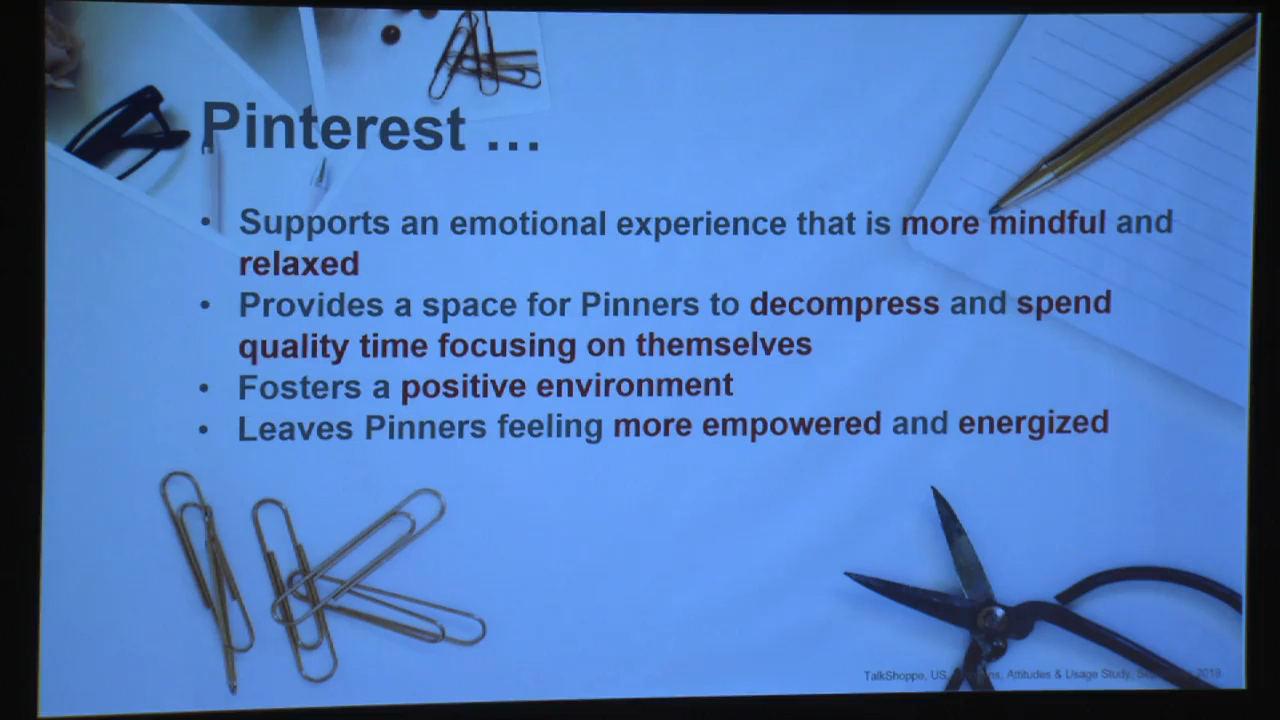 Pinterest ...
• Supports an emotional experience that is more mindful and
relaxed
• Provides a space for Pinners to decompress and spend
quality time focusing on themselves
• Fosters a positive environment
• Leaves Pinners feeling more empowered and energized
TalkShoppe, US, Attitudes & Usage Study, 2018